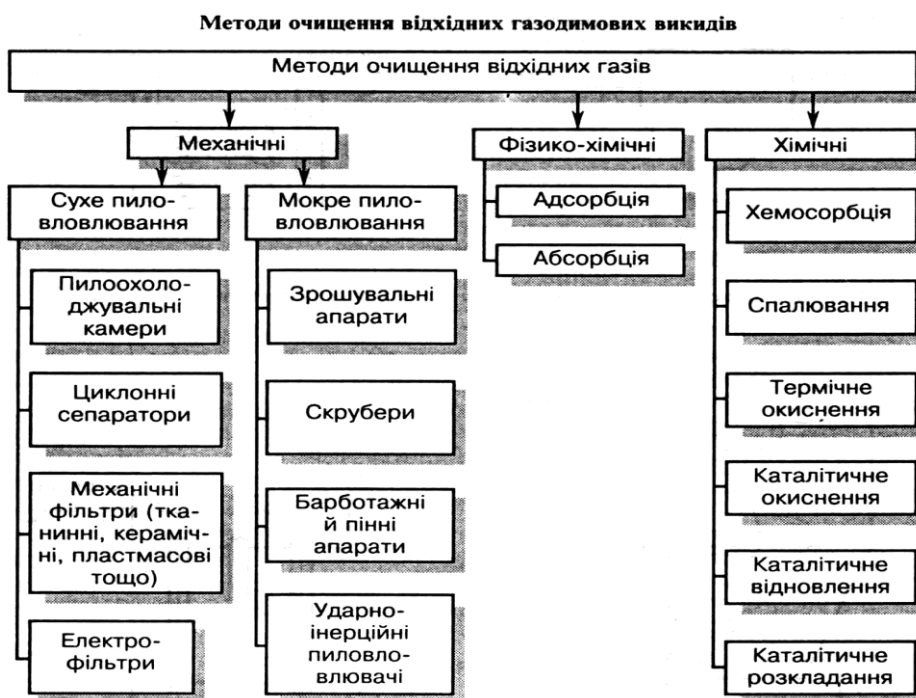 Методи очищення відхідних газодимових викидів
Методи очищення відхідних газів
Механічні
Сухе пило-
вловлювання
Пилоохоло-
джувальні
камери
Циклонні
сепаратори
Механічні
фільтри (тка-
нинні, кераміч-
ні, пластмасові
тощо)
Електро-
фільтри
Мокре пило-
вловлювання
Зрошувальні
апарати
Скрубери
Барботажні
й пінні
апарати
Ударно-
інерційні
пиловло-
влювачі
Фізико-хімічні
Адсорбція
Абсорбція
Хімічні
Хемосорбція
Спалювання
Термічне
окиснення
Каталітичне
окиснення
Каталітичне
відновлення
Каталітичне
розкладання